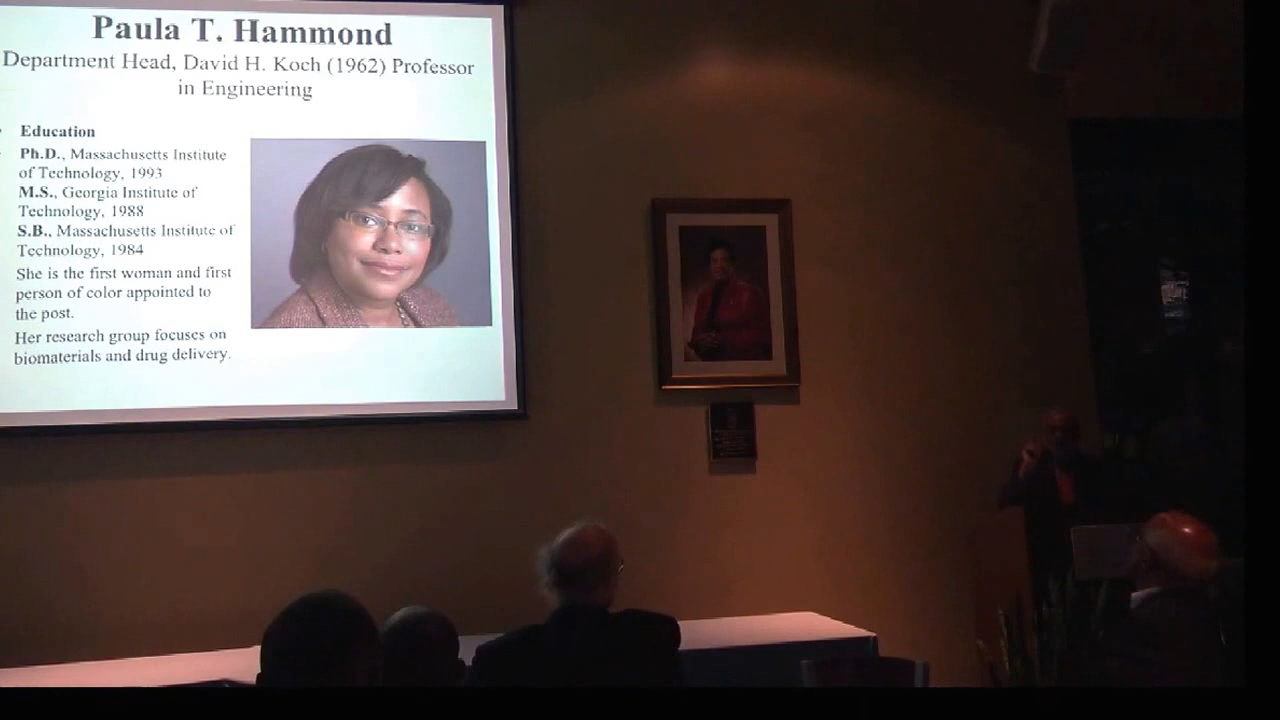 Paula T. Hammond
Department Head, David H. Koch (1962) Professor
in Engineering
• Education
Ph.D., Massachusetts Institute
of Technology, 1993
M.S., Georgia Institute of
Technology, 1988
S.B., Massachusetts Institute of
Technology, 1984
She is the first woman and first
person of color appointed to
the post.
Her research group focuses on
biomaterials and drug delivery.